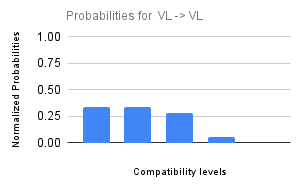 Probabilities for VL -> VL
1.00
0.75
0.50
0.25
0.00
Normalized Probabilities
Compatibility levels